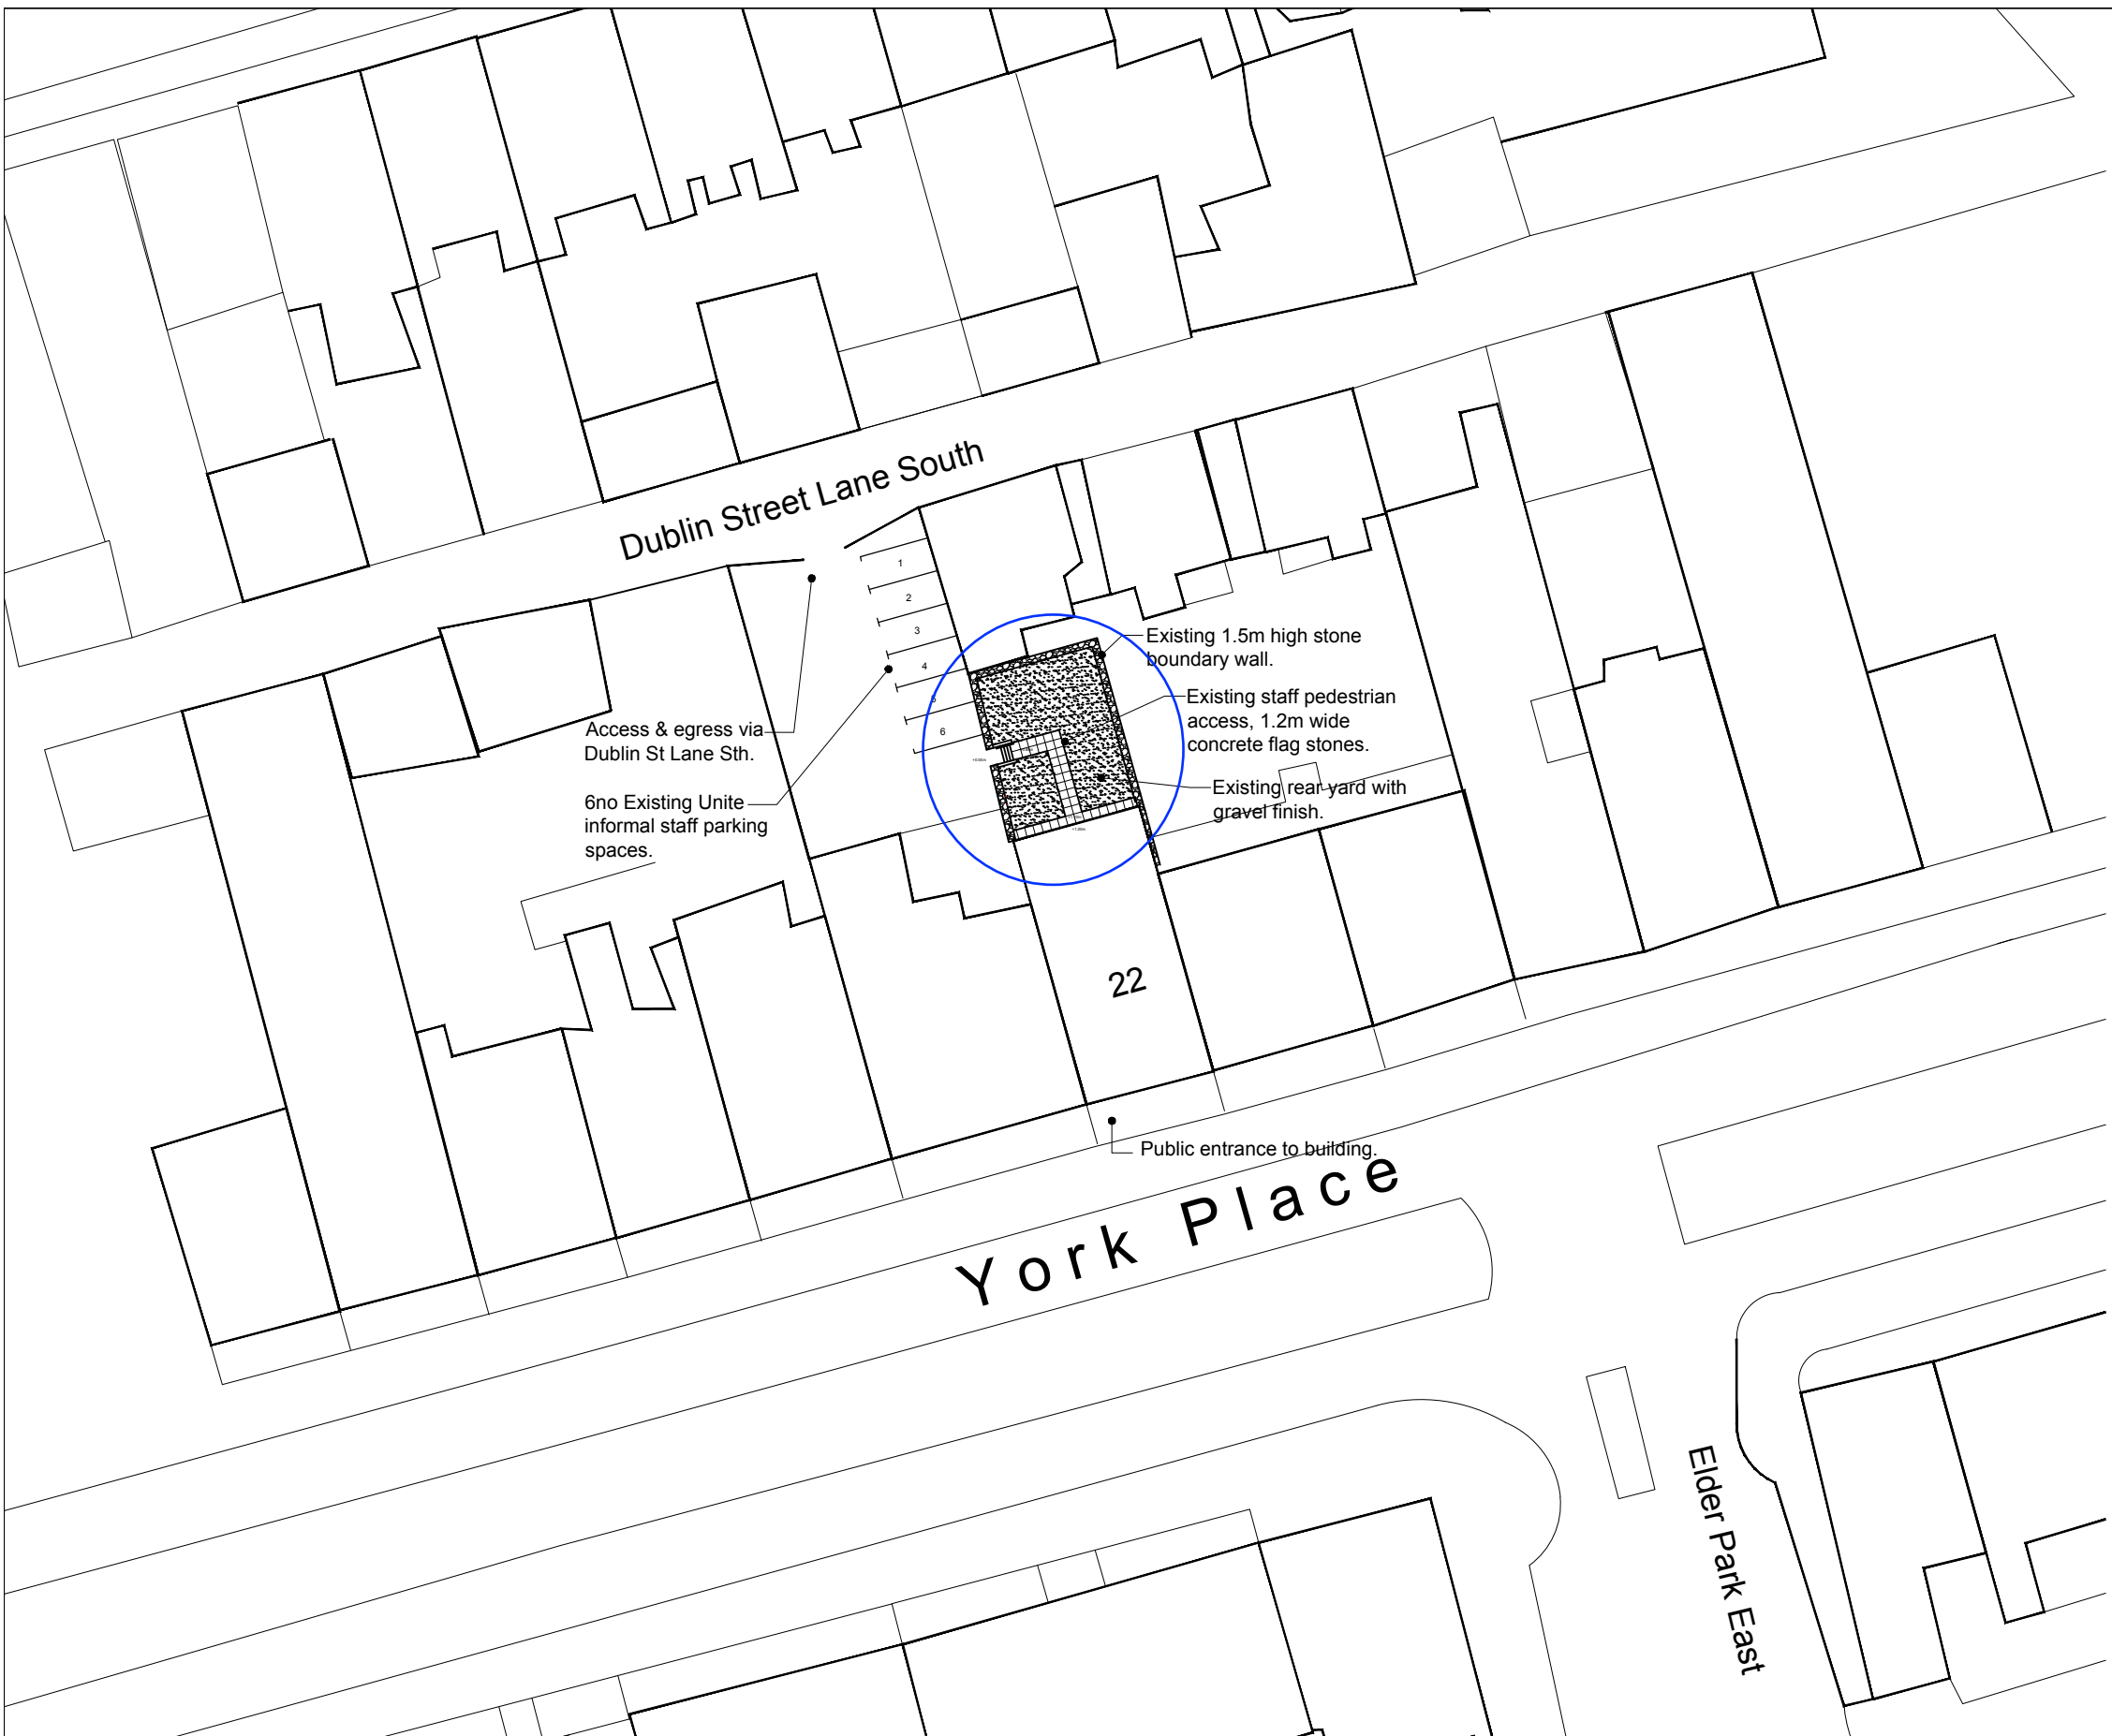 Dublin Street Lane South
1
2
3
4
5
6
Existing 1.5m high stone
boundary wall.
Existing staff pedestrian
access, 1.2m wide
concrete flag stones.
Existing rear yard with
gravel finish.
Access & egress via
Dublin St Lane Sth.
6no Existing Unite
informal staff parking
spaces.
22
Public entrance to building.
York Place
Elder Park East